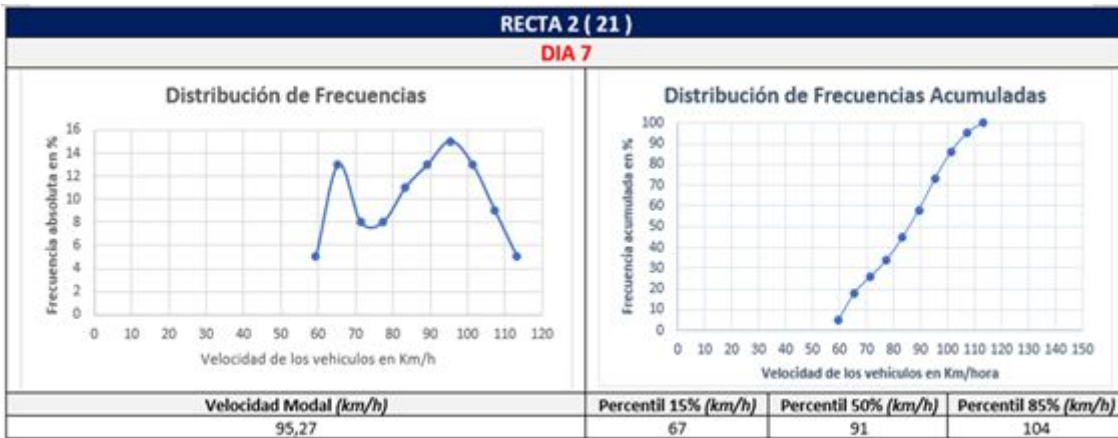 RECTA 2 ( 21 )
DIA 7
Distribución de Frecuencias
Frecuencia absoluta en %
16
14
12
10
8
6
4
2
0
0 10 20 30 40 50 60 70 80 90 100 110 120
Velocidad de los vehiculos en Km/h
Distribución de Frecuencias Acumuladas
Frecuencia acumulada en %
100
90
80
70
60
50
40
30
20
10
0
0 10 20 30 40 50 60 70 80 90 100 110 120 130 140 150
Velocidad de los vehículos en Km/hora
Velocidad Modal (km/h) Percentil 15% (km/h) Percentil 50% (km/h) Percentil 85% (km/h)
95,27 67 91 104